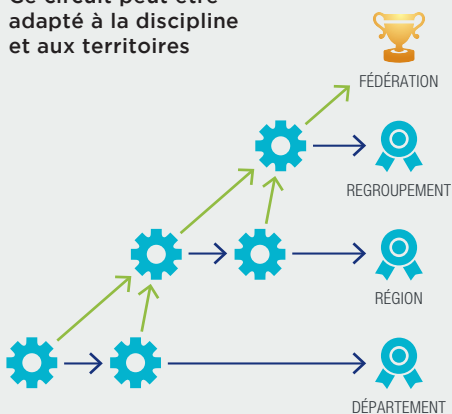 Ce circuit peut être
adapté à la discipline
et aux territoires
FÉDÉRATION
REGROUPEMENT
RÉGION
DÉPARTEMENT